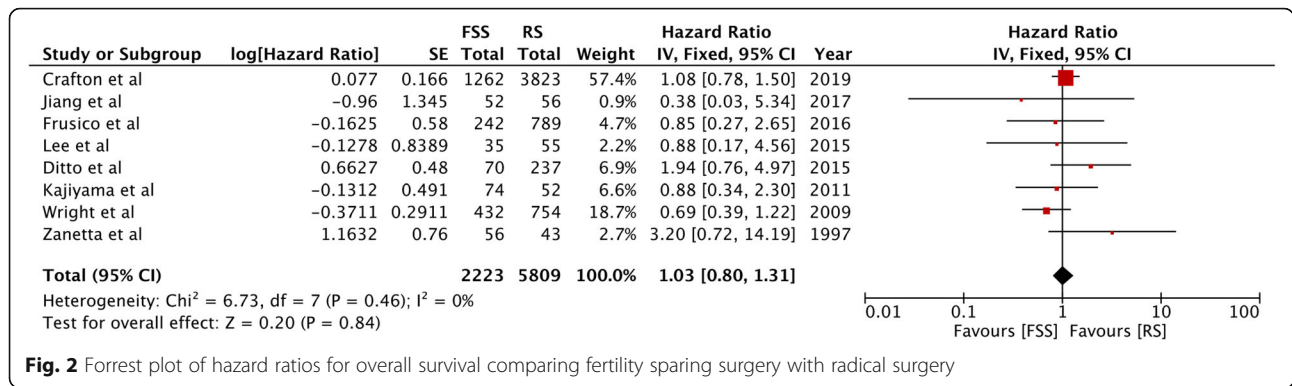 FSS RS Hazard Ratio Hazard Ratio
Study or Subgroup log[Hazard Ratio] SE Total Total Weight IV, Fixed, 95% CI Year IV, Fixed, 95% CI
Crafton et al 0.077 0.166 1262 3823 57.4% 1.08 [0.78, 1.50] 2019
Jiang et al −0.96 1.345 52 56 0.9% 0.38 [0.03, 5.34] 2017
Frusico et al −0.1625 0.58 242 789 4.7% 0.85 [0.27, 2.65] 2016
Lee et al −0.1278 0.8389 35 55 2.2% 0.88 [0.17, 4.56] 2015
Ditto et al 0.6627 0.48 70 237 6.9% 1.94 [0.76, 4.97] 2015
Kajiyama et al −0.1312 0.491 74 52 6.6% 0.88 [0.34, 2.30] 2011
Wright et al −0.3711 0.2911 432 754 18.7% 0.69 [0.39, 1.22] 2009
Zanetta et al 1.1632 0.76 56 43 2.7% 3.20 [0.72, 14.19] 1997
Total (95% CI) 2223 5809 100.0% 1.03 [0.80, 1.31]
Heterogeneity: Chi² = 6.73, df = 7 (P = 0.46); I² = 0%
Test for overall effect: Z = 0.20 (P = 0.84)
0.01 0.1 1 10 100
Favours [FSS] Favours [RS]
Fig. 2 Forrest plot of hazard ratios for overall survival comparing fertility sparing surgery with radical surgery